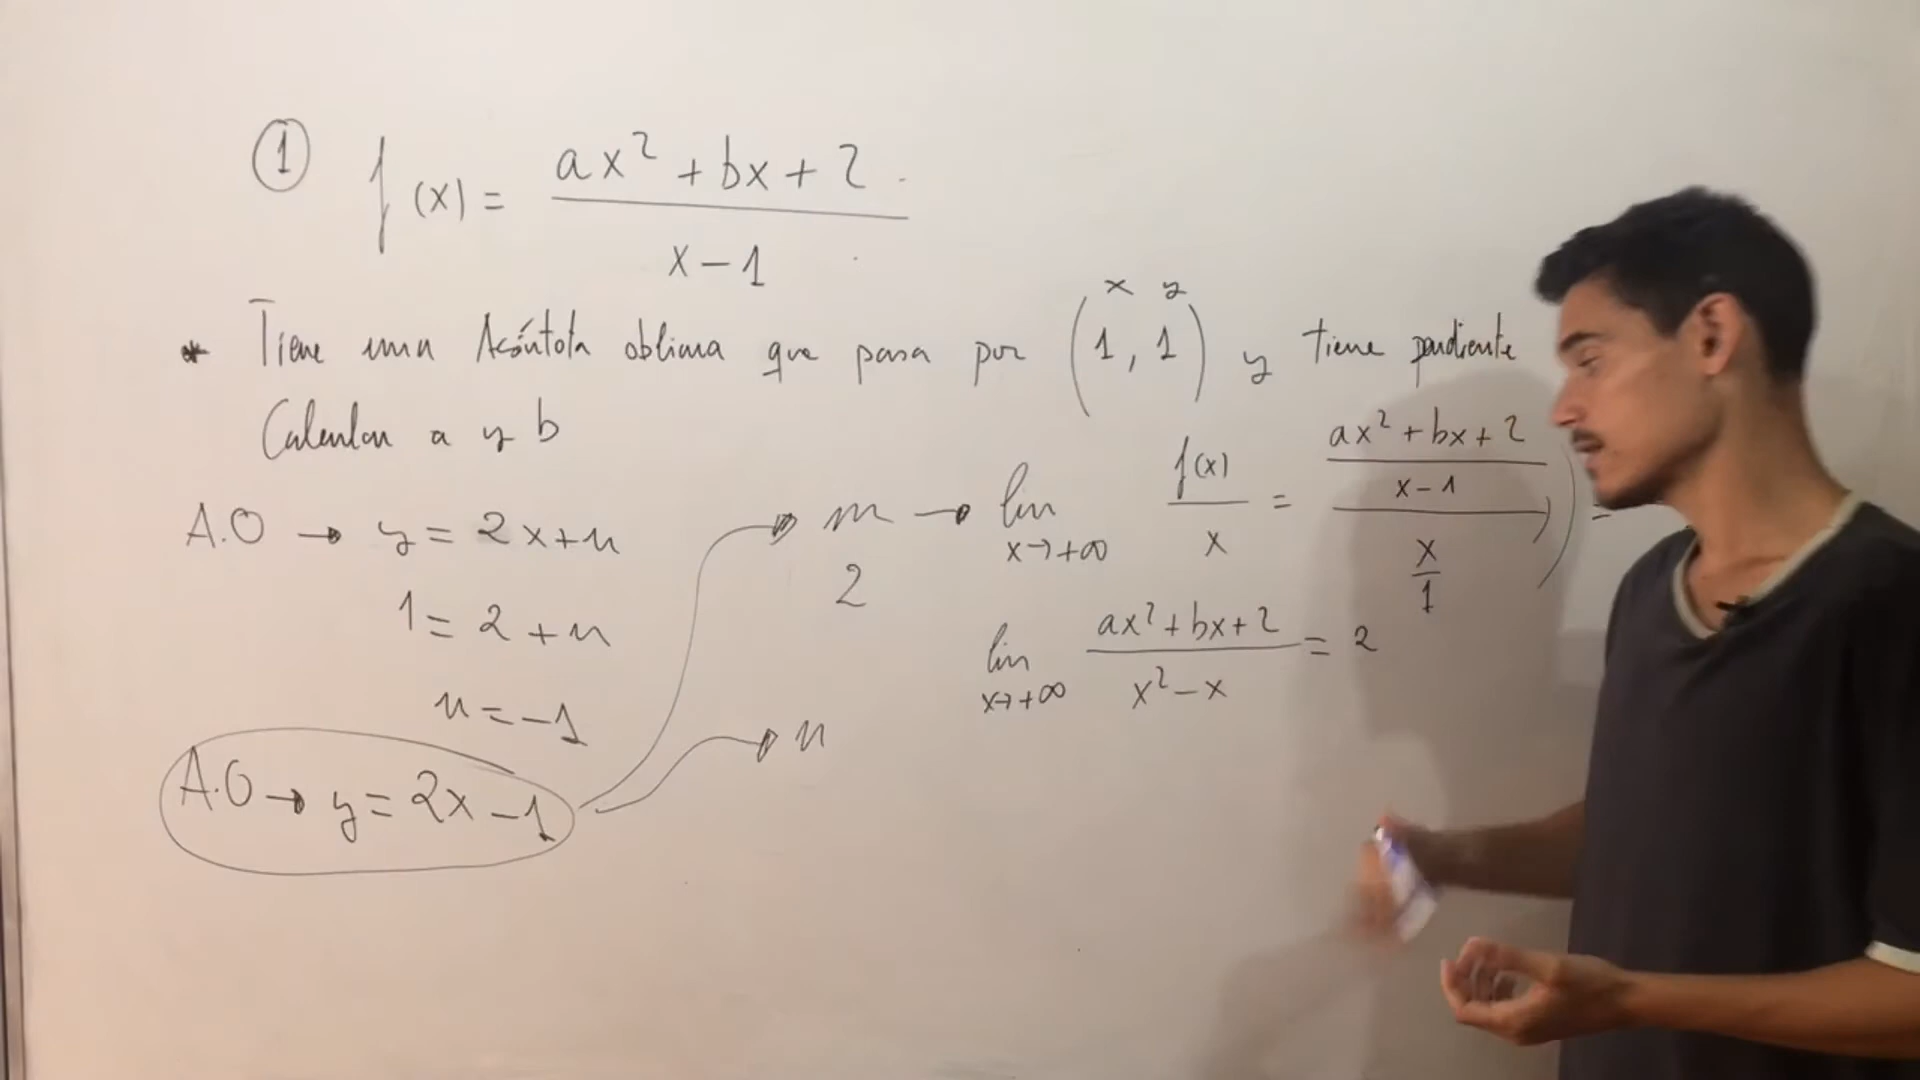 ① f(x) = (ax² + bx + 2) / (x - 1)
* Tiene una Asíntota oblicua que pasa por (1, 1) y tiene pendiente
x y
Calcular a y b
A.O → y = 2x + n
1 = 2 + n
n = -1
A.O → y = 2x - 1
m → lim x→+∞ f(x)/x = ((ax² + bx + 2)/(x - 1)) / (x/1) =
2
lim x→+∞ (ax² + bx + 2)/(x² - x) = 2
n